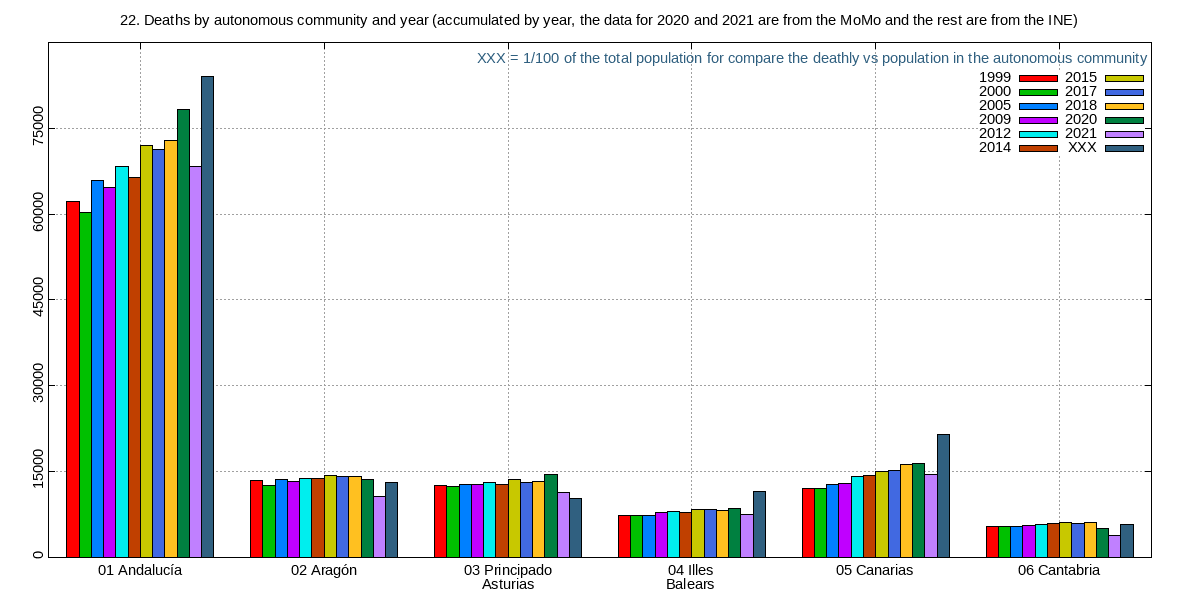 22. Deaths by autonomous community and year (accumulated by year, the data for 2020 and 2021 are from the MoMo and the rest are from the INE)
XXX = 1/100 of the total population for compare the deathly vs population in the autonomous community
1999 2015
2000 2017
2005 2018
2009 2020
2012 2021
2014 XXX
75000
60000
45000
30000
15000
0
01 Andalucía 02 Aragón 03 Principado 04 Illes 05 Canarias 06 Cantabria
Asturias Balears